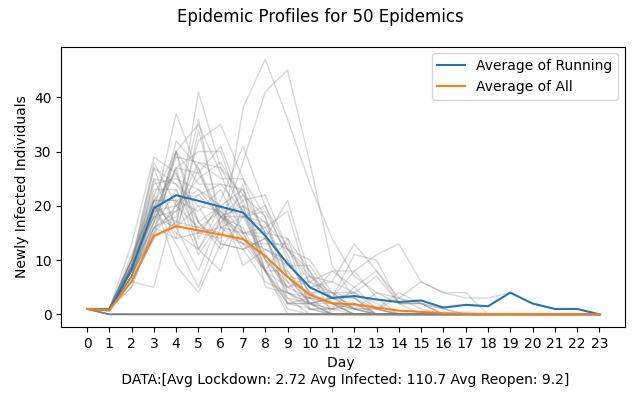 Epidemic Profiles for 50 Epidemics
Average of Running
Average of All
Newly Infected Individuals
40
30
20
10
0
0 1 2 3 4 5 6 7 8 9 10 11 12 13 14 15 16 17 18 19 20 21 22 23
Day
DATA:[Avg Lockdown: 2.72 Avg Infected: 110.7 Avg Reopen: 9.2]